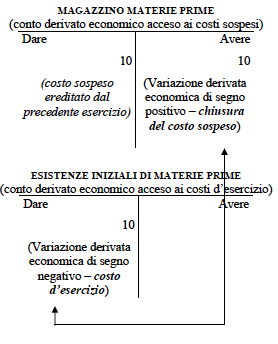 MAGAZZINO MATERIE PRIME
(conto derivato economico acceso ai costi sospesi)
Dare Avere
10 10
(costo sospeso
ereditato dal
precedente esercizio)
(Variazione derivata
economica di segno
positivo – chiusura
del costo sospeso)
ESISTENZE INIZIALI DI MATERIE PRIME
(conto derivato economico acceso ai costi d'esercizio)
Dare Avere
10
(Variazione derivata
economica di segno
negativo – costo
d'esercizio)